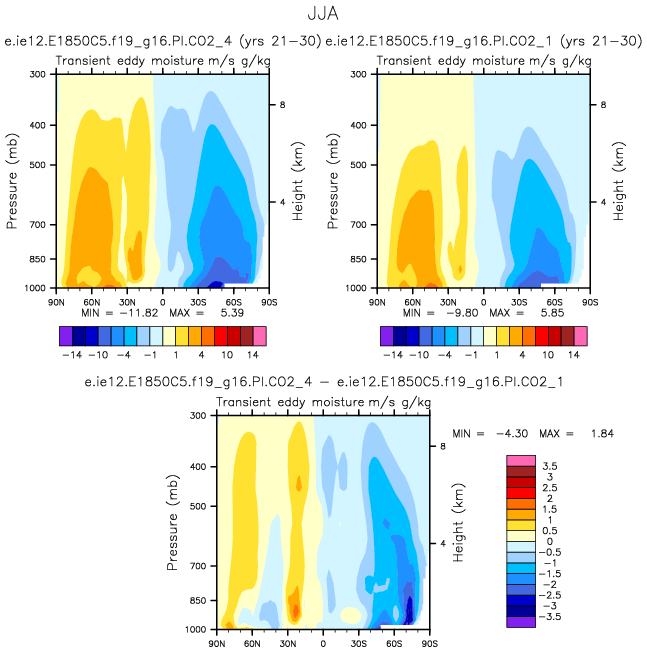 JJA
e.ie12.E1850C5.f19_g16.PI.CO2_4 (yrs 21-30) e.ie12.E1850C5.f19_g16.PI.CO2_1 (yrs 21-30)
Transient eddy moisture m/s g/kg
Transient eddy moisture m/s g/kg
300
400
500
700
850
1000
Pressure (mb)
8
4
Height (km)
90N 60N 30N 0 30S 60S 90S
MIN = -11.82 MAX = 5.39
-14 -10 -4 -1 1 4 10 14
300
400
500
700
850
1000
Pressure (mb)
8
4
Height (km)
90N 60N 30N 0 30S 60S 90S
MIN = -9.80 MAX = 5.85
-14 -10 -4 -1 1 4 10 14
e.ie12.E1850C5.f19_g16.PI.CO2_4 - e.ie12.E1850C5.f19_g16.PI.CO2_1
Transient eddy moisture m/s g/kg
300
400
500
700
850
1000
Pressure (mb)
8
4
Height (km)
90N 60N 30N 0 30S 60S 90S
MIN = -4.30 MAX = 1.84
3.5
3
2.5
2
1.5
1
0.5
0
-0.5
-1
-1.5
-2
-2.5
-3
-3.5